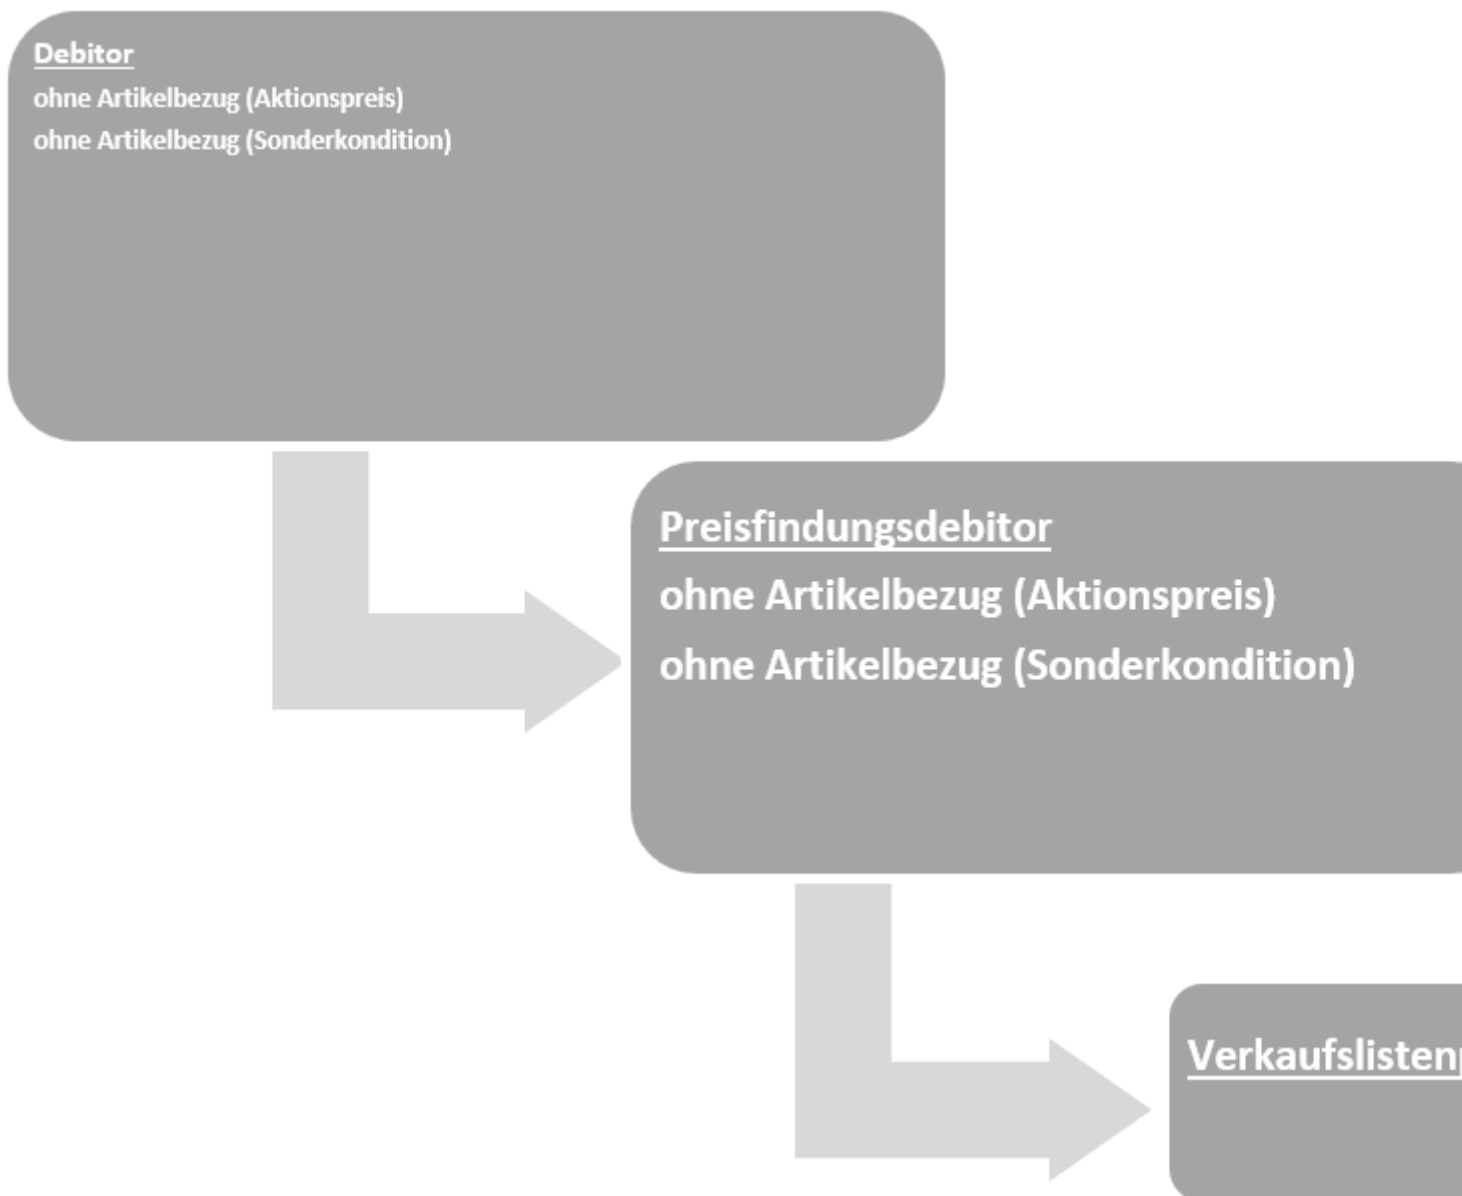 Debitor
ohne Artikelbezug (Aktionspreis)
ohne Artikelbezug (Sonderkondition)
Preisfindungsdebitor
ohne Artikelbezug (Aktionspreis)
ohne Artikelbezug (Sonderkondition)